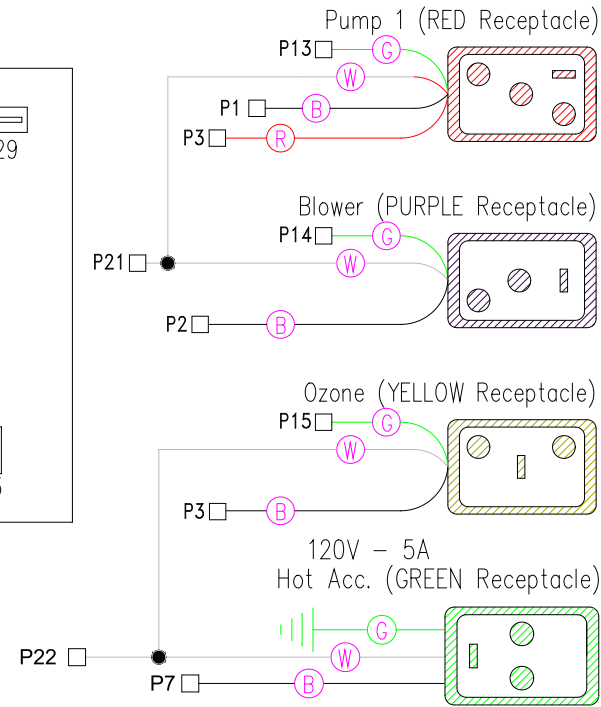 Pump 1 (RED Receptacle)
P13 G
W
P1 B
P3 R
29
Blower (PURPLE Receptacle)
P14 G
P21 W
P2 B
Ozone (YELLOW Receptacle)
P15 G
W
P3 B
120V - 5A
Hot Acc. (GREEN Receptacle)
G
P22 W
P7 B